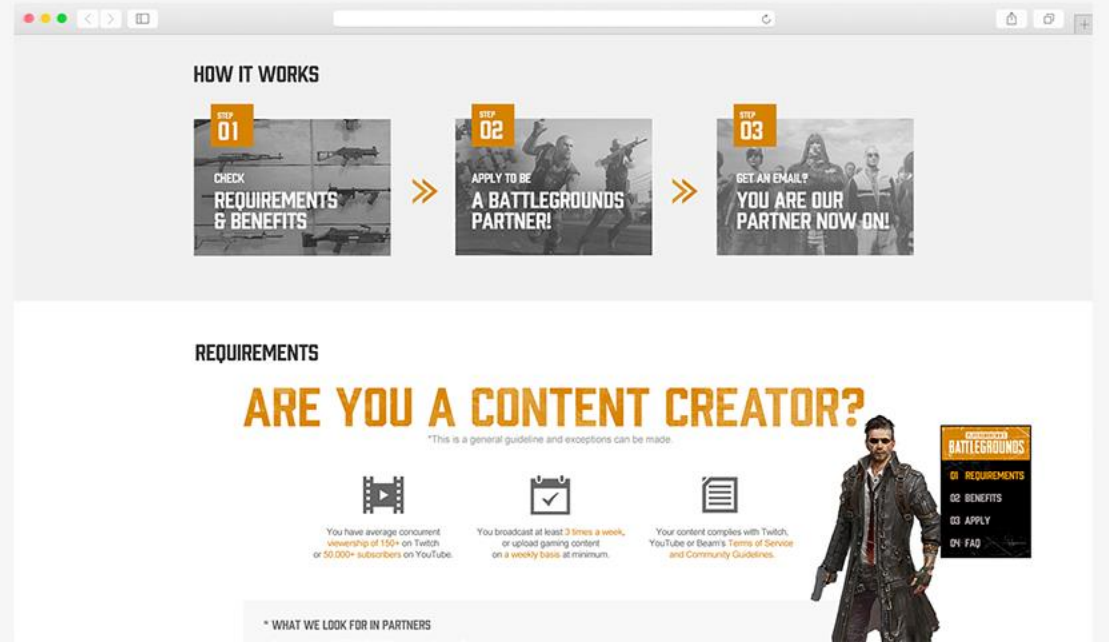 HOW IT WORKS
STEP
01
CHECK
REQUIREMENTS
& BENEFITS
STEP
02
APPLY TO BE
A BATTLEGROUNDS
PARTNER!
STEP
03
GET AN EMAIL?
YOU ARE OUR
PARTNER NOW ON!
REQUIREMENTS
ARE YOU A CONTENT CREATOR?
*This is a general guideline and exceptions can be made.
You have average concurrent
viewership of 150+ on Twitch
or 50.000+ subscribers on YouTube.
You broadcast at least 3 times a week,
or upload gaming content
on a weekly basis at minimum.
Your content complies with Twitch,
YouTube or Beam's Terms of Service
and Community Guidelines.
BATTLEGROUNDS
01 REQUIREMENTS
02 BENEFITS
03 APPLY
04 FAQ
* WHAT WE LOOK FOR IN PARTNERS